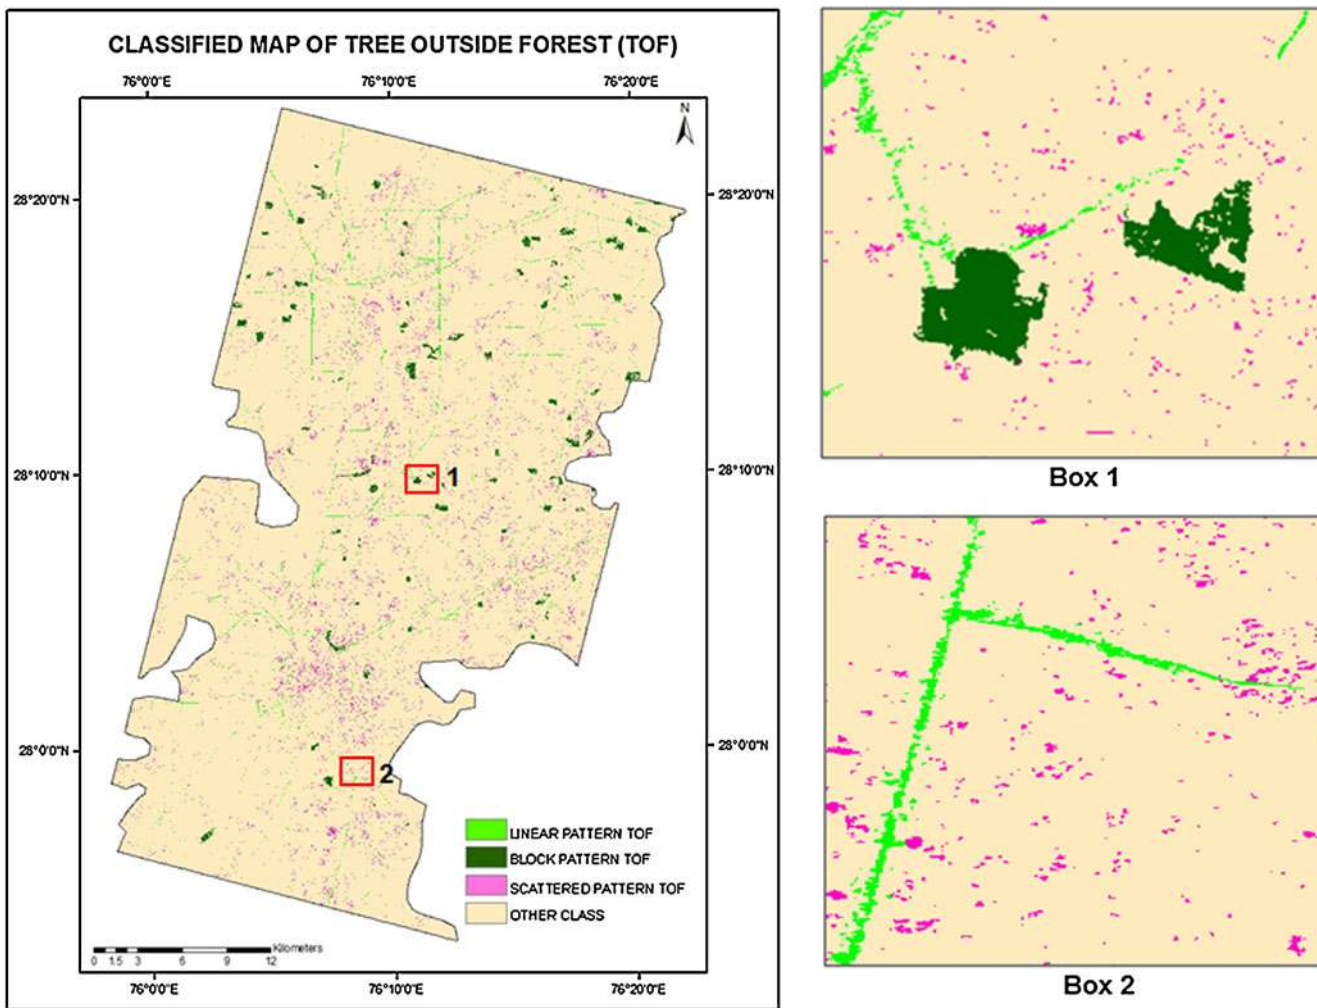 CLASSIFIED MAP OF TREE OUTSIDE FOREST (TOF)
76°0'0"E 76°10'0"E 76°20'0"E
N
28°20'0"N 28°20'0"N
28°10'0"N 28°10'0"N
1
28°0'0"N 28°0'0"N
2
LINEAR PATTERN TOF
BLOCK PATTERN TOF
SCATTERED PATTERN TOF
OTHER CLASS
Kilometers
0 1.5 3 6 9 12
76°0'0"E 76°10'0"E 76°20'0"E
Box 1
Box 2